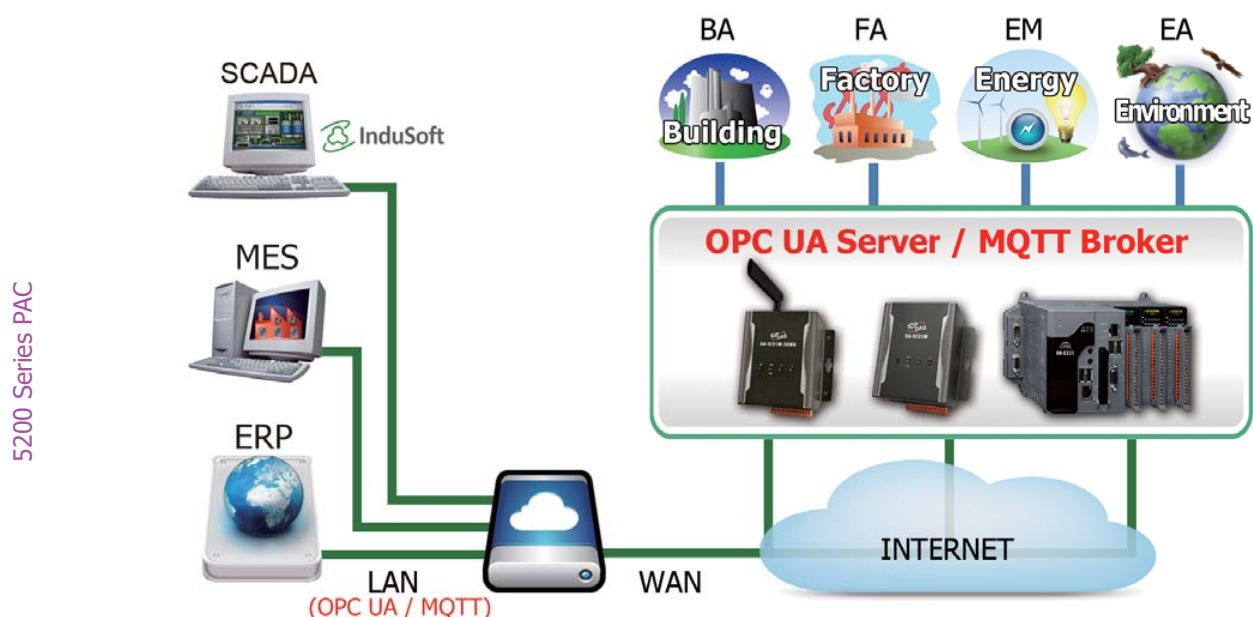 BA
FA
EM
EA
SCADA
InduSoft
Building
Factory
Energy
Environment
OPC UA Server / MQTT Broker
MES
5200 Series PAC
ERP
INTERNET
LAN
WAN
(OPC UA / MQTT)